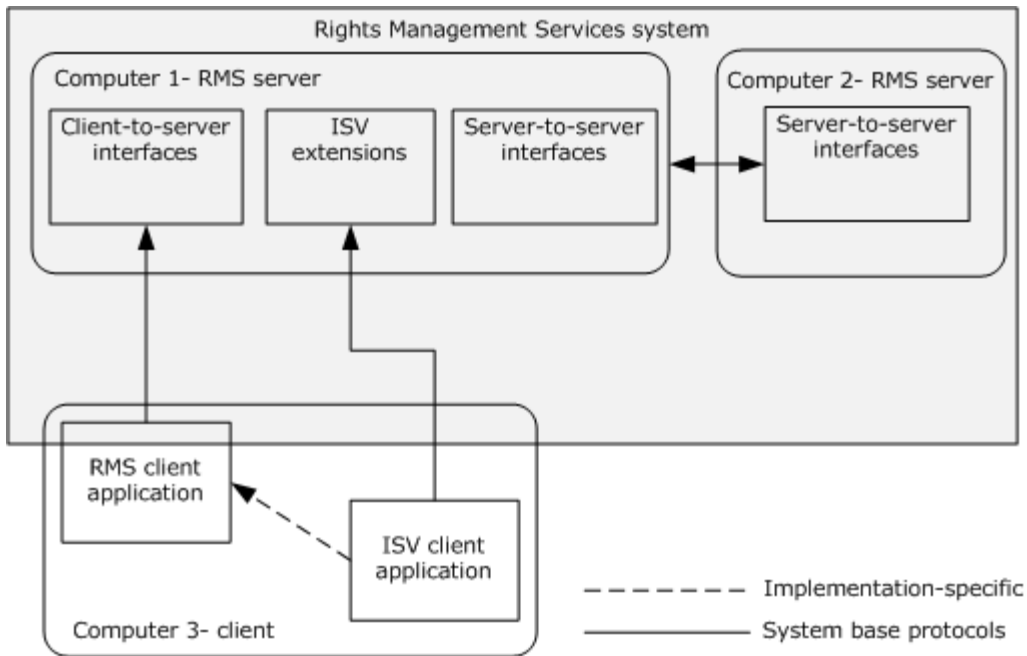 Rights Management Services system
Computer 1- RMS server
Client-to-server
interfaces
ISV
extensions
Server-to-server
interfaces
Computer 2- RMS server
Server-to-server
interfaces
RMS client
application
ISV client
application
Computer 3- client
Implementation-specific
System base protocols